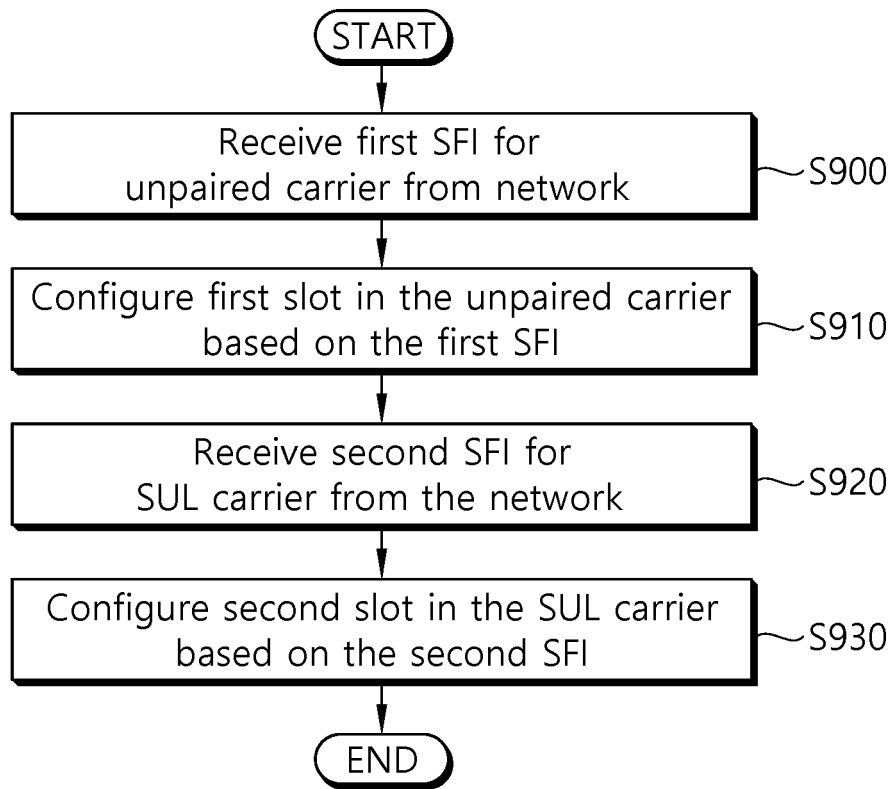 START
Receive first SFI for
unpaired carrier from network
S900
Configure first slot in the unpaired carrier
based on the first SFI
S910
Receive second SFI for
SUL carrier from the network
S920
Configure second slot in the SUL carrier
based on the second SFI
S930
END